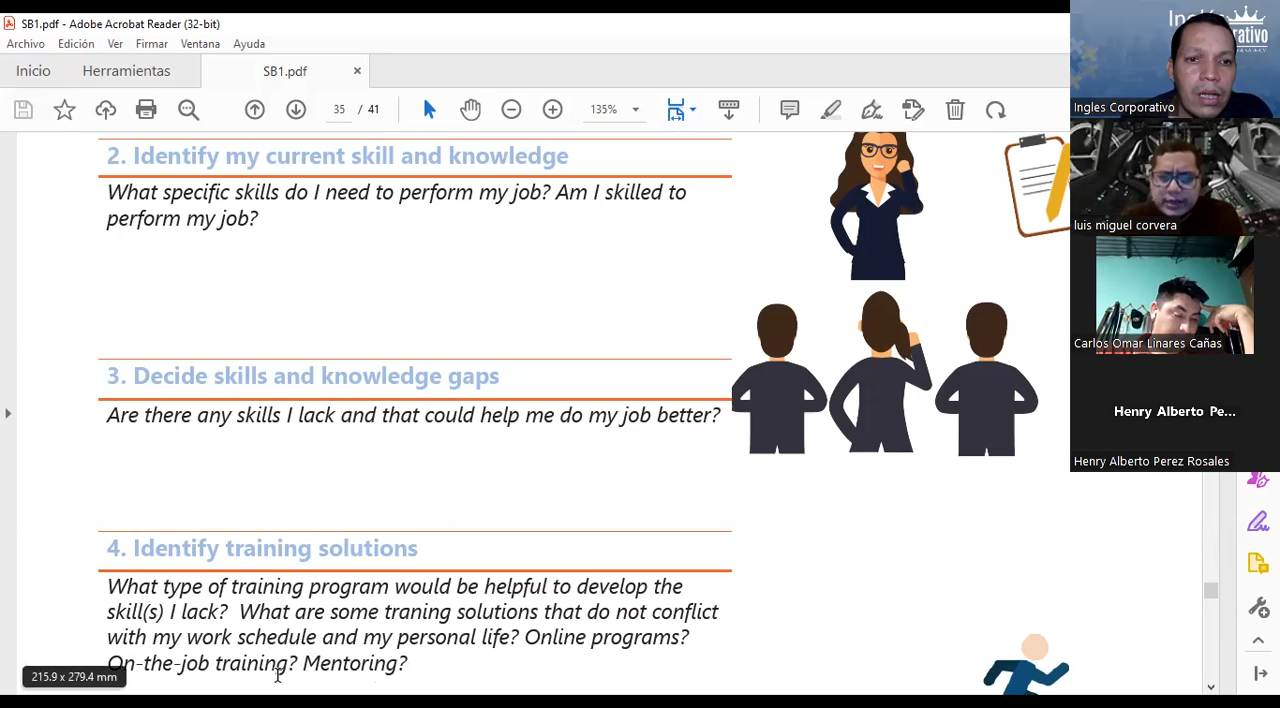 SB1.pdf - Adobe Acrobat Reader (32-bit)
Archivo Edición Ver Firmar Ventana Ayuda
Inicio Herramientas SB1.pdf ×
35 / 41 135%
2. Identify my current skill and knowledge
What specific skills do I need to perform my job? Am I skilled to
perform my job?
3. Decide skills and knowledge gaps
Are there any skills I lack and that could help me do my job better?
4. Identify training solutions
What type of training program would be helpful to develop the
skill(s) I lack? What are some traning solutions that do not conflict
with my work schedule and my personal life? Online programs?
On-the-job training? Mentoring?
215.9 x 279.4 mm
Ingles Corporativo
luis miguel corvera
Carlos Omar Linares Cañas
Henry Alberto Pe...
Henry Alberto Perez Rosales